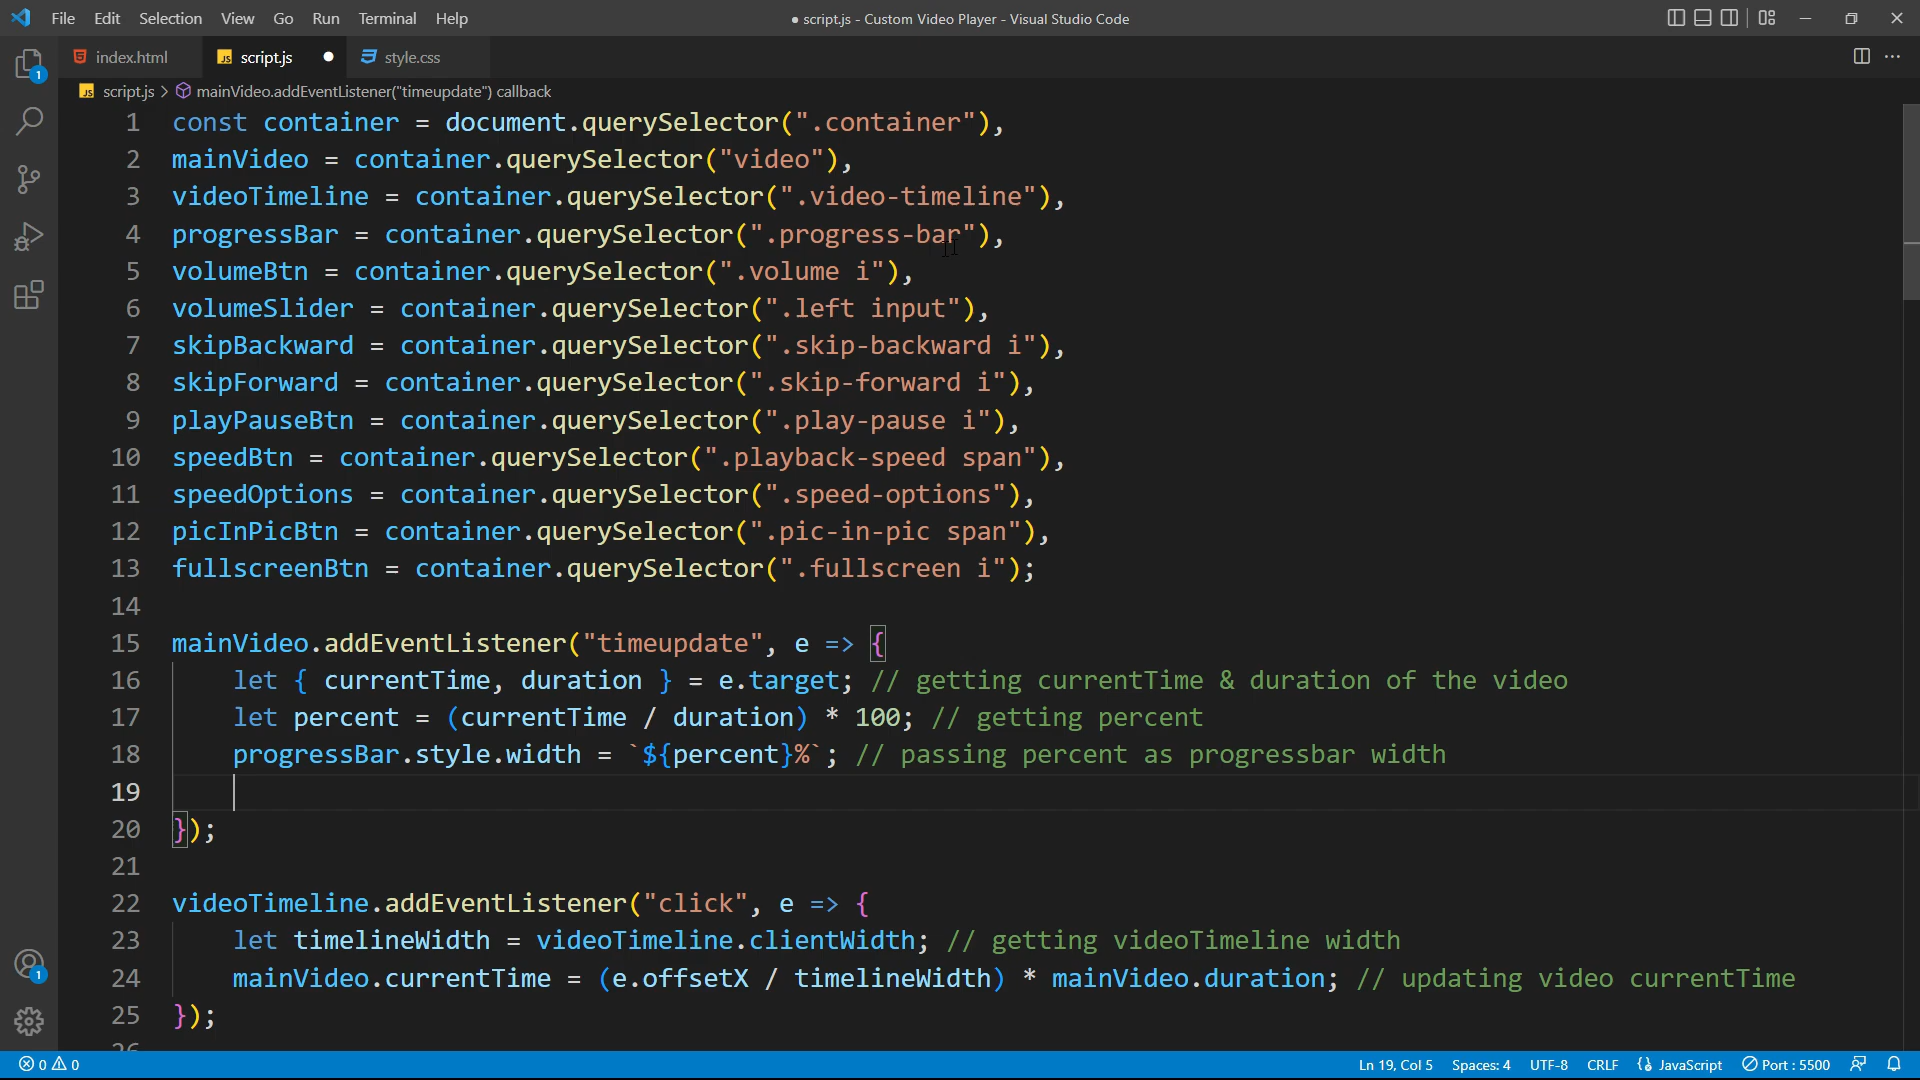 File Edit Selection View Go Run Terminal Help
● script.js - Custom Video Player - Visual Studio Code
index.html script.js style.css
script.js > mainVideo.addEventListener("timeupdate") callback
1 const container = document.querySelector(".container"),
2 mainVideo = container.querySelector("video"),
3 videoTimeline = container.querySelector(".video-timeline"),
4 progressBar = container.querySelector(".progress-bar"),
5 volumeBtn = container.querySelector(".volume i"),
6 volumeSlider = container.querySelector(".left input"),
7 skipBackward = container.querySelector(".skip-backward i"),
8 skipForward = container.querySelector(".skip-forward i"),
9 playPauseBtn = container.querySelector(".play-pause i"),
10 speedBtn = container.querySelector(".playback-speed span"),
11 speedOptions = container.querySelector(".speed-options"),
12 picInPicBtn = container.querySelector(".pic-in-pic span"),
13 fullscreenBtn = container.querySelector(".fullscreen i");
14
15 mainVideo.addEventListener("timeupdate", e => {
16 let { currentTime, duration } = e.target; // getting currentTime & duration of the video
17 let percent = (currentTime / duration) * 100; // getting percent
18 progressBar.style.width = `${percent}%`; // passing percent as progressbar width
19
20 });
21
22 videoTimeline.addEventListener("click", e => {
23 let timelineWidth = videoTimeline.clientWidth; // getting videoTimeline width
24 mainVideo.currentTime = (e.offsetX / timelineWidth) * mainVideo.duration; // updating video currentTime
25 });
26
1
1
0 0 Ln 19, Col 5 Spaces: 4 UTF-8 CRLF {} JavaScript Port : 5500